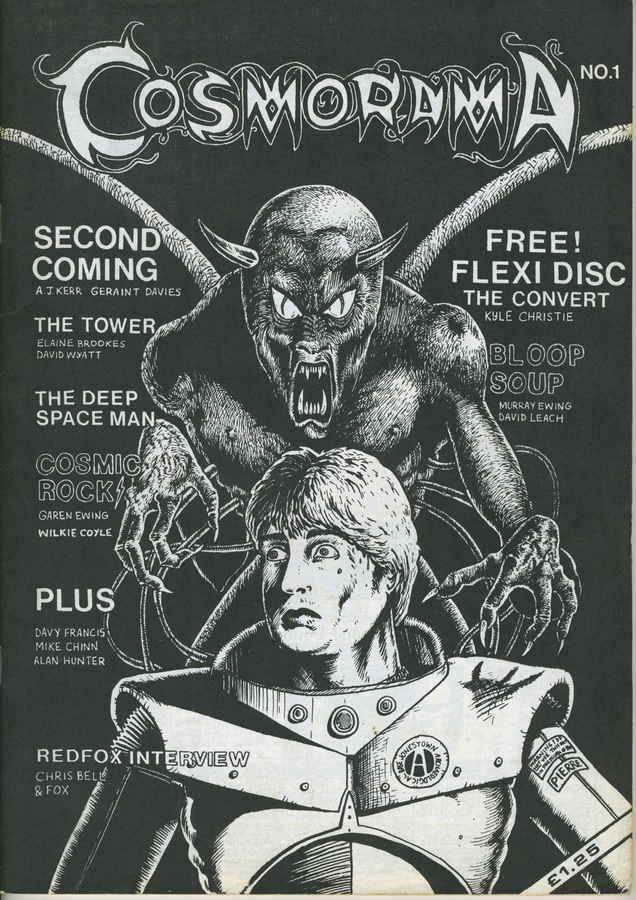 COSMORAMA
NO.1
SECOND
COMING
A.J.KERR GERAINT DAVIES
THE TOWER
ELAINE BROOKES
DAVID WYATT
THE DEEP
SPACE MAN
COSMIC
ROCK
GAREN EWING
WILKIE COYLE
PLUS
DAVY FRANCIS
MIKE CHINN
ALAN HUNTER
REDFOX INTERVIEW
CHRIS BELL
& FOX
FREE!
FLEXI DISC
THE CONVERT
KYLE CHRISTIE
BLOOP
SOUP
MURRAY EWING
DAVID LEACH
JONESTOWN ARCHEOLOGICAL
A
PIERRE
£1.25